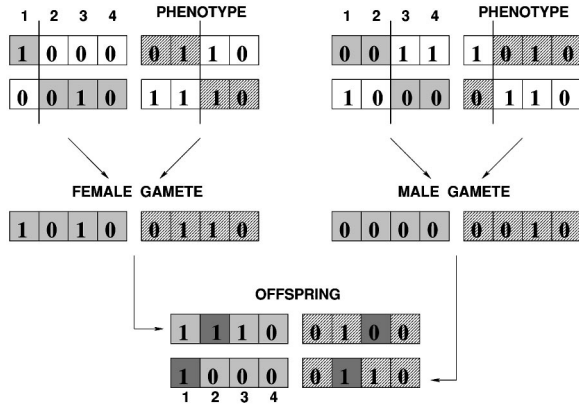 1 2 3 4 PHENOTYPE 1 2 3 4 PHENOTYPE
1 0 0 0 0 1 1 0 0 0 1 1 1 0 1 0
0 0 1 0 1 1 1 0 1 0 0 0 0 1 1 0
FEMALE GAMETE MALE GAMETE
1 0 1 0 0 1 1 0 0 0 0 0 0 0 1 0
OFFSPRING
1 1 1 0 0 1 0 0
1 0 0 0 0 1 1 0
1 2 3 4